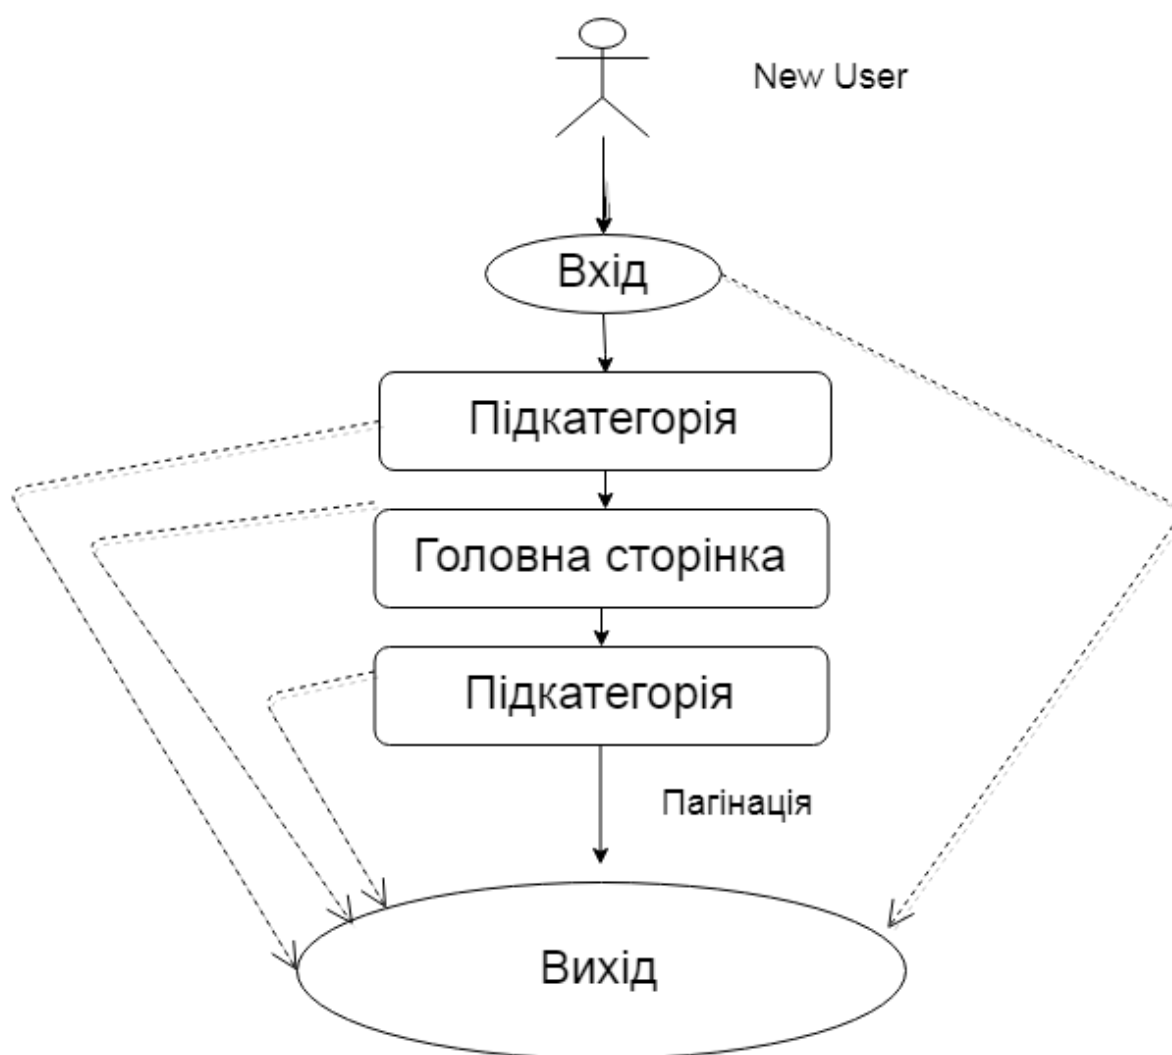 New User
Вхід
Підкатегорія
Головна сторінка
Підкатегорія
Пагінація
Вихід